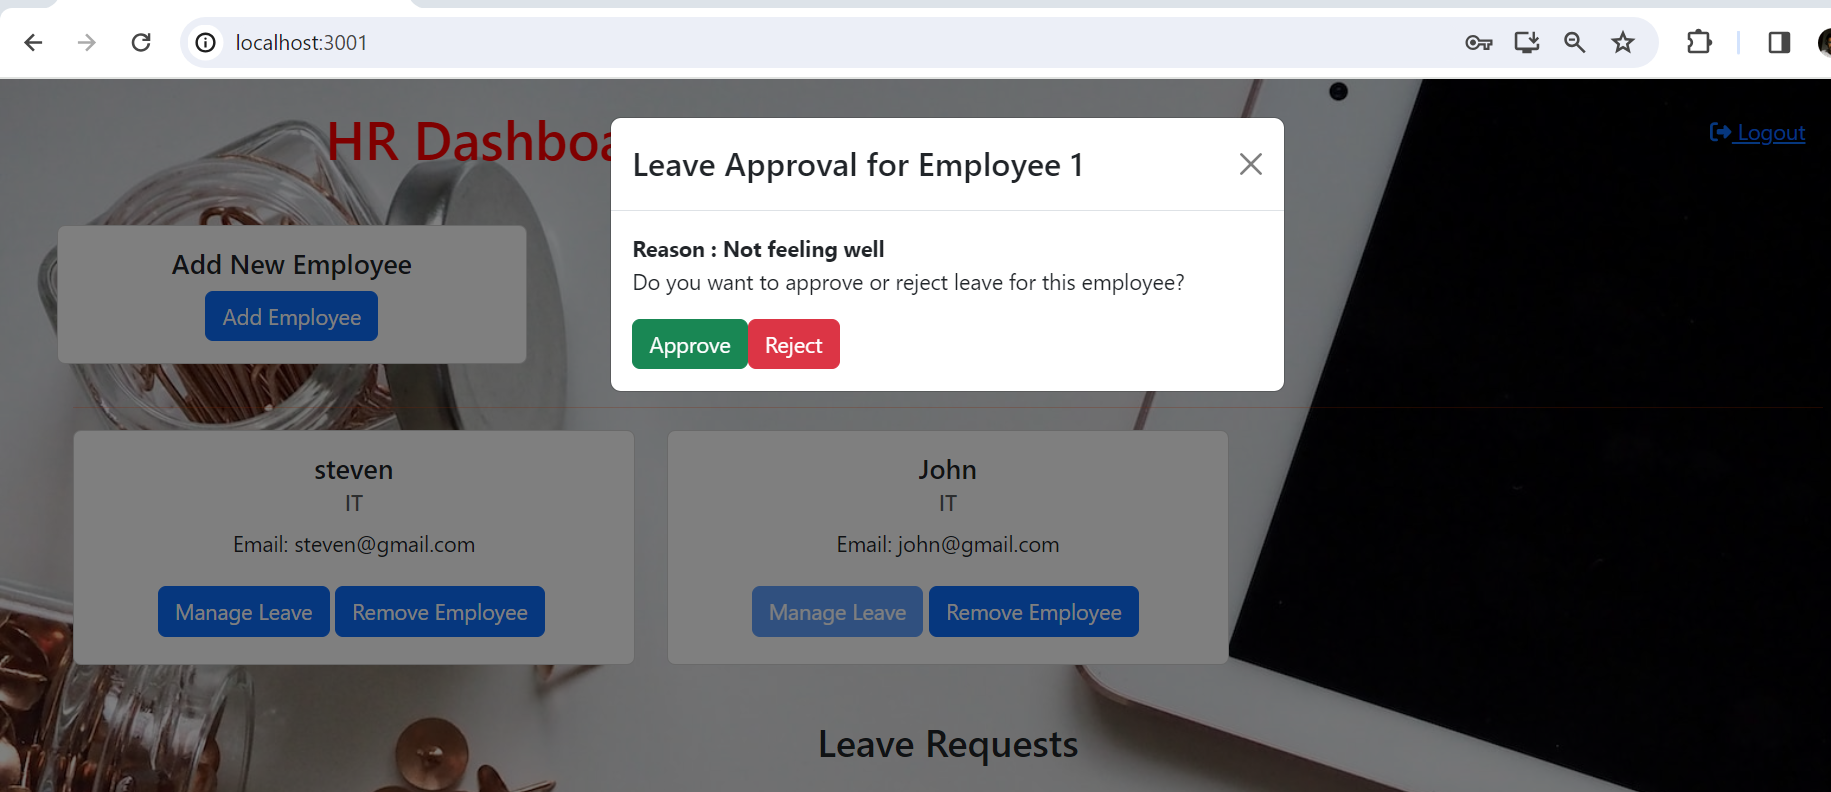 localhost:3001
HR Dashboa
Logout
Leave Approval for Employee 1
Reason : Not feeling well
Do you want to approve or reject leave for this employee?
Approve Reject
Add New Employee
Add Employee
steven
IT
Email: steven@gmail.com
Manage Leave Remove Employee
John
IT
Email: john@gmail.com
Manage Leave Remove Employee
Leave Requests